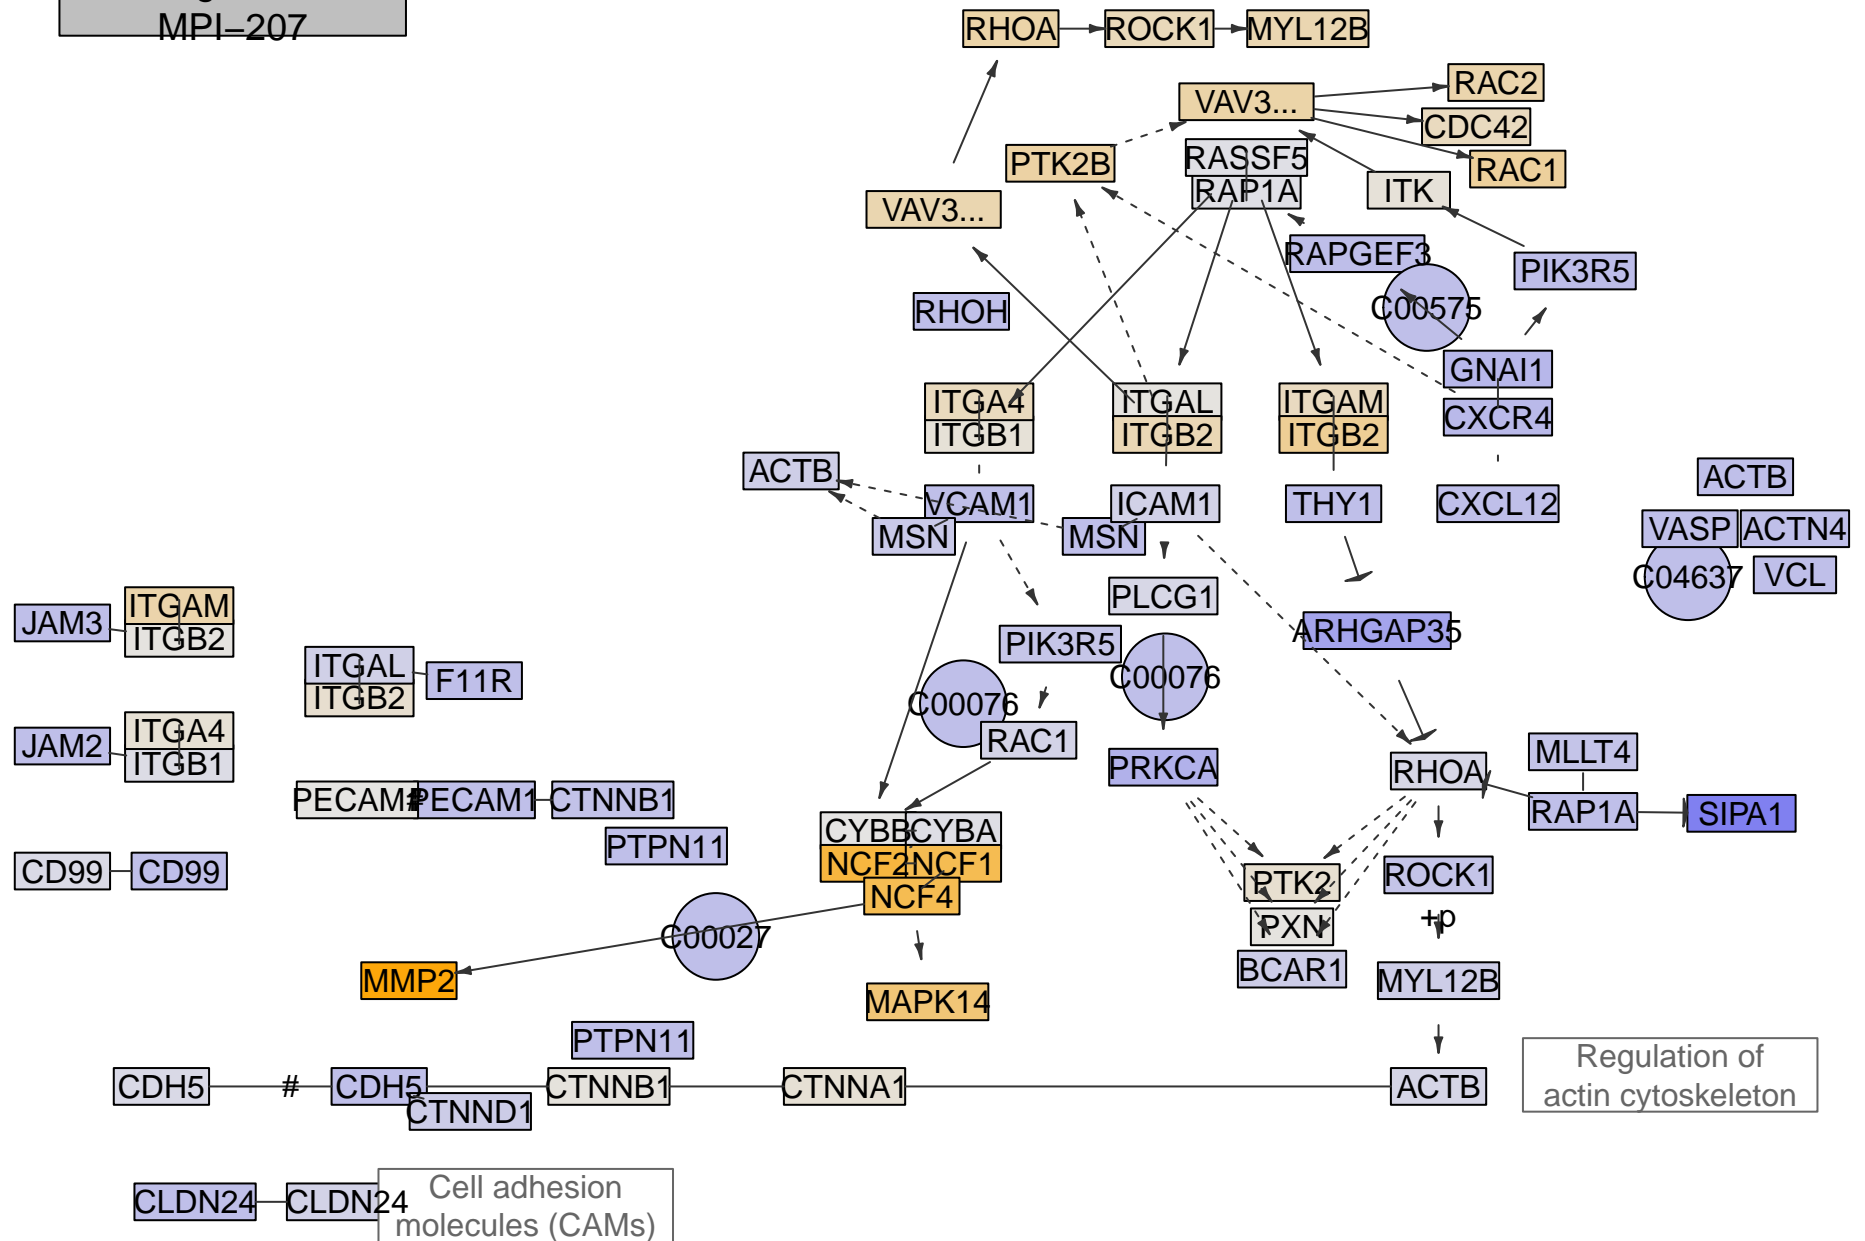 MPI−207
RHOA
ROCK1
MYL12B
RAC2
VAV3...
CDC42
RASSF5
PTK2B
RAC1
RAP1A
ITK
VAV3...
RAPGEF3
PIK3R5
RHOH
C00575
GNAI1
ITGA4
ITGAL
ITGAM
CXCR4
ITGB1
ITGB2
ITGB2
ACTB
ACTB
VCAM1
ICAM1
THY1
CXCL12
MSN
MSN
VASP
ACTN4
C04637
VCL
PLCG1
ITGAM
JAM3
ITGB2
ARHGAP35
PIK3R5
ITGAL
F11R
ITGB2
C00076
C00076
ITGA4
JAM2
ITGB1
RAC1
PRKCA
RHOA
MLLT4
PECAM1
#
PECAM1
CTNNB1
RAP1A
SIPA1
CYBB
CYBA
PTPN11
NCF2
NCF1
CD99
CD99
PTK2
ROCK1
NCF4
+p
PXN
C00027
BCAR1
MMP2
MYL12B
MAPK14
PTPN11
Regulation of
actin cytoskeleton
CDH5
#
CDH5
CTNNB1
CTNNA1
ACTB
CTNND1
Cell adhesion
molecules (CAMs)
CLDN24
CLDN24